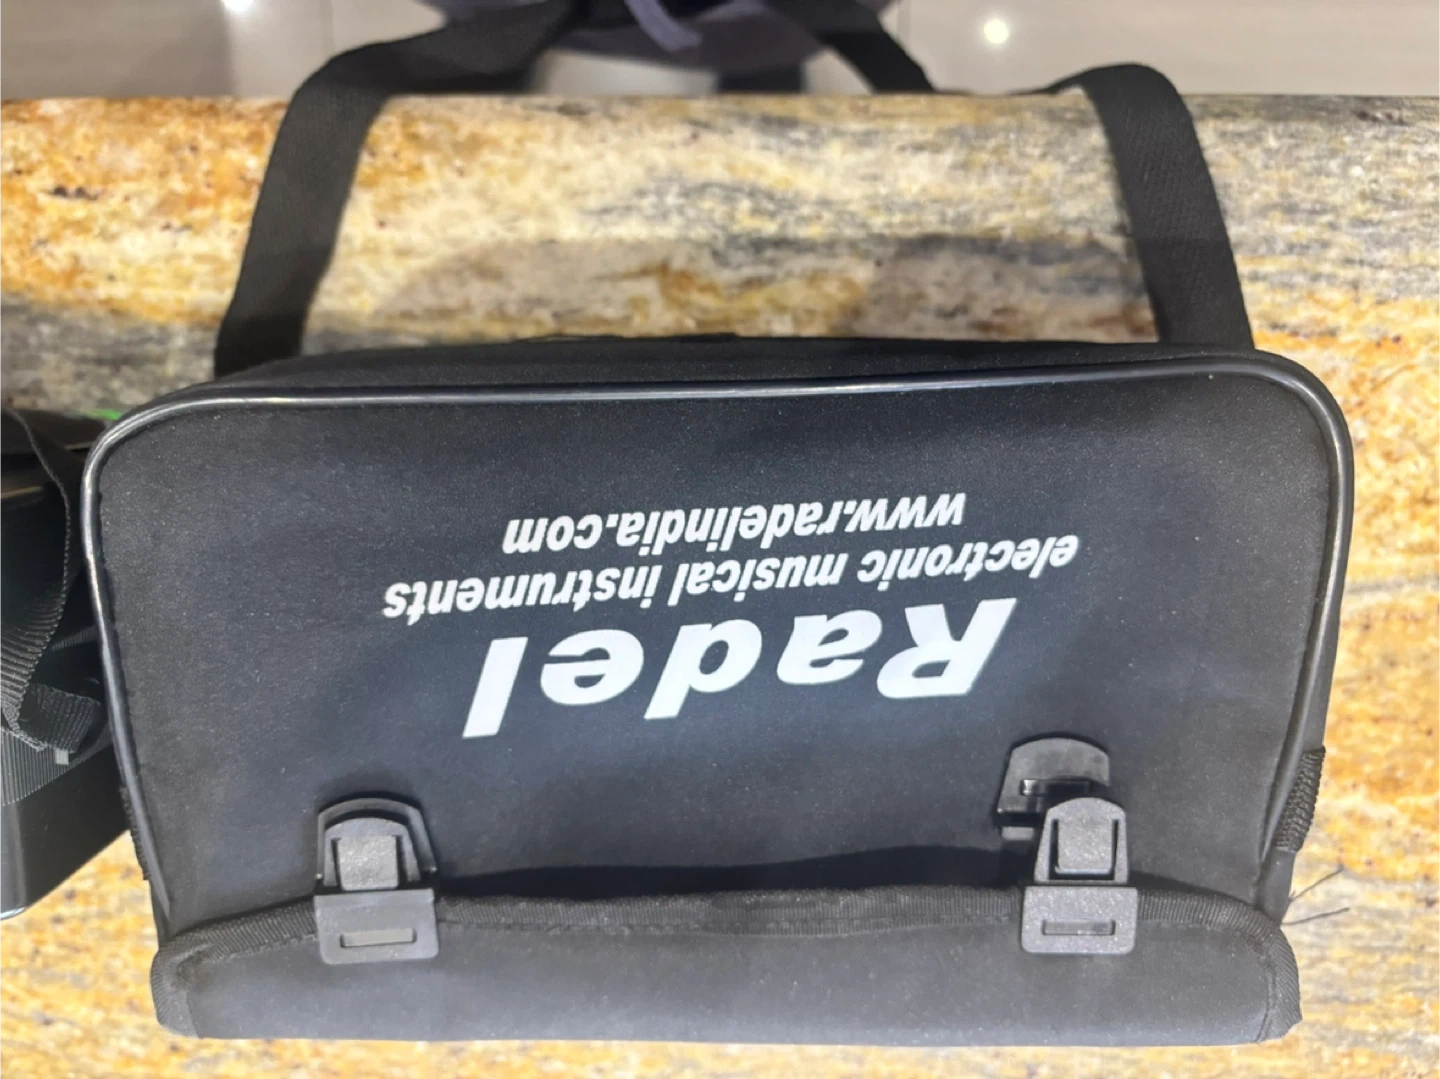 Radel
electronic musical instruments
www.radelindia.com